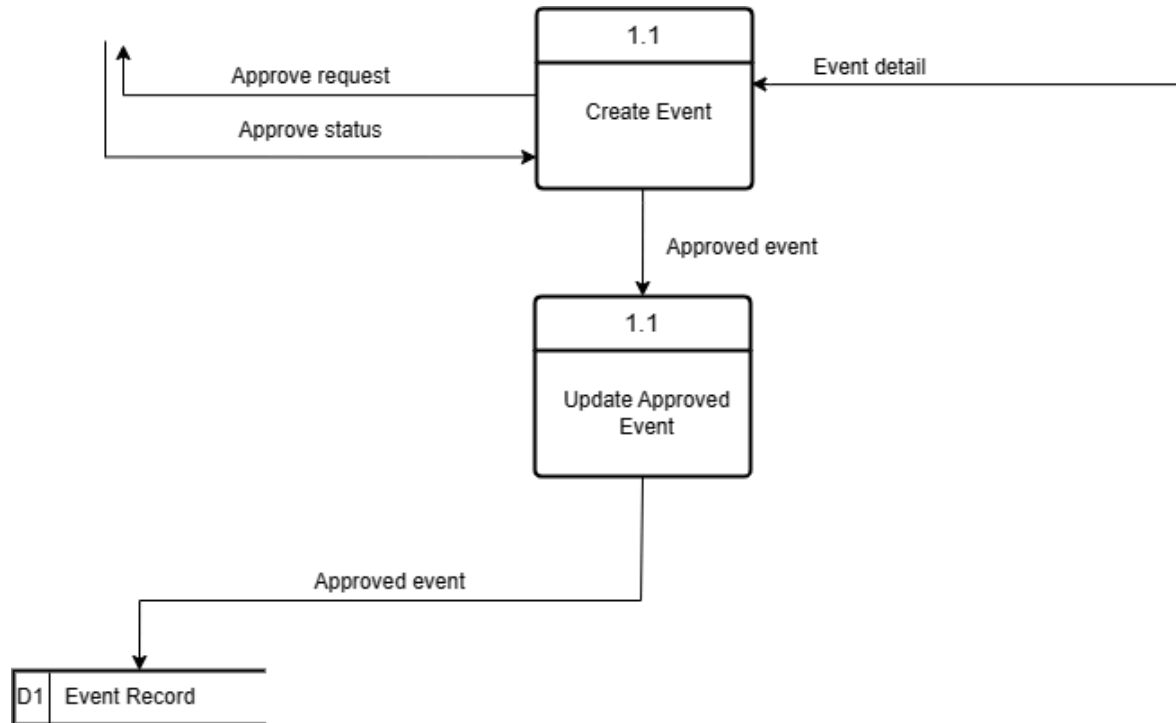 1.1
Approve request
Event detail
Create Event
Approve status
Approved event
1.1
Update Approved
Event
Approved event
D1 Event Record